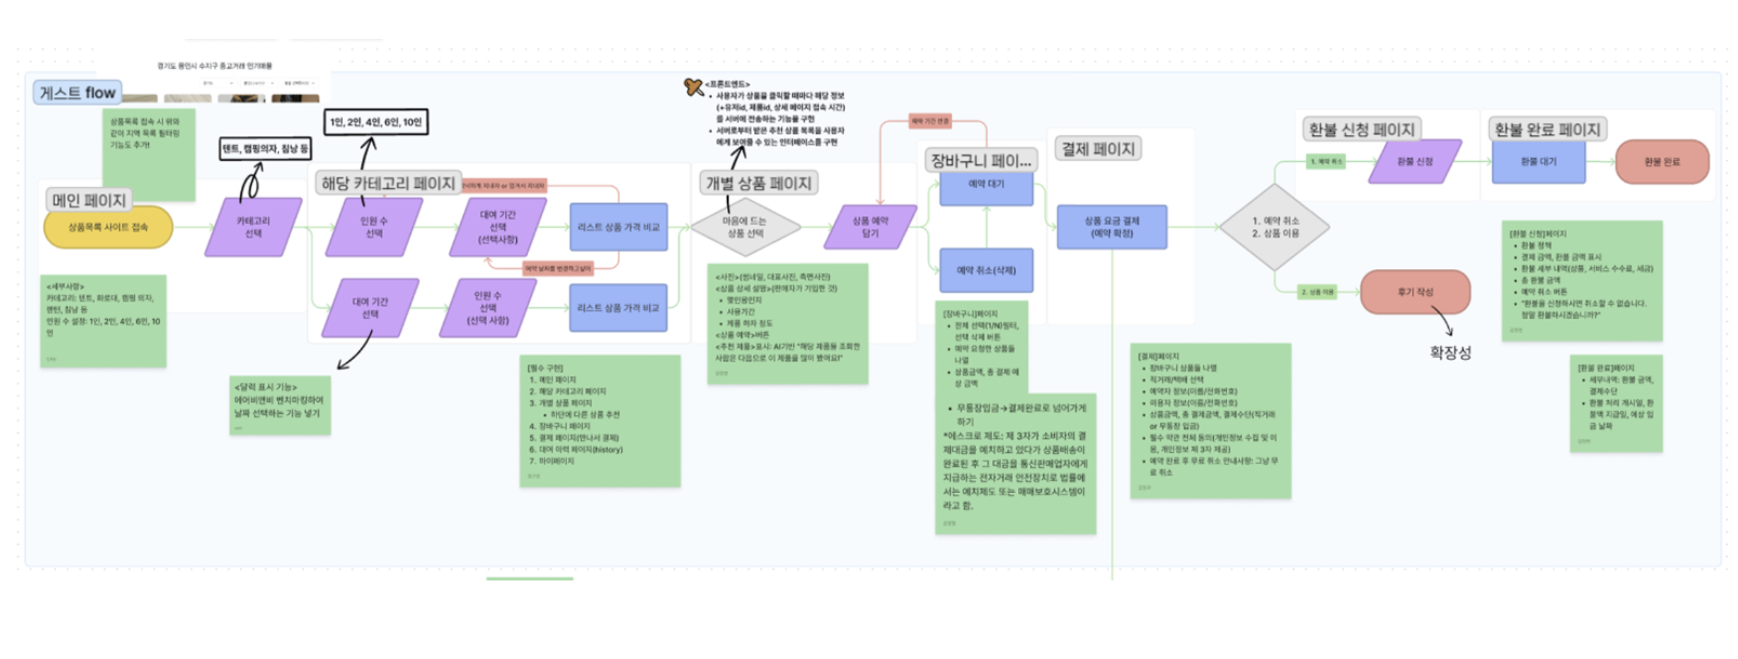 경기도 용인시 수지구 중고거래 인기매물
게스트 flow
상품목록 접속 시 위와
같이 지역 목록 필터링
기능도 추가!
텐트, 캠핑의자, 침낭 등
1인, 2인, 4인, 6인, 10인
<프론트엔드>
• 사용자가 상품을 클릭할 때마다 해당 정보
(+유저id, 제품id, 상세 페이지 접속 시간)
를 서버에 전송하는 기능을 구현
• 서버로부터 받은 추천 상품 목록을 사용자
에게 보여줄 수 있는 인터페이스를 구현
메인 페이지
상품목록 사이트 접속
카테고리
선택
해당 카테고리 페이지
인원 수
선택
대여 기간
선택
(선택사항)
리스트 상품 가격 비교
예약 날짜를 변경하고싶어
대여 기간
선택
인원 수
선택
(선택 사항)
리스트 상품 가격 비교
개별 상품 페이지
마음에 드는
상품 선택
상품 예약
담기
예약 기간 변경
장바구니 페이...
예약 대기
예약 취소(삭제)
결제 페이지
상품 요금 결제
(예약 확정)
1. 예약 취소
2. 상품 이용
1. 예약 취소
환불 신청 페이지
환불 신청
환불 완료 페이지
환불 대기
환불 완료
2. 상품 이용
후기 작성
확장성
<세부사항>
카테고리: 텐트, 화로대, 캠핑 의자,
랜턴, 침낭 등
인원 수 설정: 1인, 2인, 4인, 6인, 10
인
<달력 표시 기능>
에어비앤비 벤치마킹하여
날짜 선택하는 기능 넣기
[필수 구현]
1. 메인 페이지
2. 해당 카테고리 페이지
3. 개별 상품 페이지
• 하단에 다른 상품 추천
4. 장바구니 페이지
5. 결제 페이지(만나서 결제)
6. 대여 이력 페이지(history)
7. 마이페이지
<사진>(썸네일, 대표사진, 측면사진)
<상품 상세 설명>(판매자가 기입한 것)
• 몇인용인지
• 사용기간
• 제품 하자 정도
<상품 예약>버튼
<추천 제품>표시: AI기반 "해당 제품을 조회한
사람은 다음으로 이 제품을 많이 봤어요!"
[장바구니]페이지
• 전체 선택(1/N)필터,
선택 삭제 버튼
• 예약 요청한 상품들
나열
• 상품금액, 총 결제 예
상 금액
• 무통장입금→결제완료로 넘어가게
하기
*에스크로 제도: 제 3자가 소비자의 결
제대금을 예치하고 있다가 상품배송이
완료된 후 그 대금을 통신판매업자에게
지급하는 전자거래 안전장치로 법률에
서는 예치제도 또는 매매보호시스템이
라고 함.
[결제]페이지
• 장바구니 상품들 나열
• 직거래/택배 선택
• 예약자 정보(이름/전화번호)
• 이용자 정보(이름/전화번호)
• 상품금액, 총 결제금액, 결제수단(직거래
or 무통장 입금)
• 필수 약관 전체 동의(개인정보 수집 및 이
용, 개인정보 제 3자 제공)
• 예약 완료 후 무료 취소 안내사항: 그냥 무
료 취소
[환불 신청]페이지
• 환불 정책
• 결제 금액, 환불 금액 표시
• 환불 세부 내역(상품, 서비스 수수료, 세금)
• 총 환불 금액
• 예약 취소 버튼
• "환불을 신청하시면 취소할 수 없습니다.
정말 환불하시겠습니까?"
[환불 완료]페이지
• 세부내역: 환불 금액,
결제수단
• 환불 처리 개시일, 환
불액 지급일, 예상 입
금 날짜